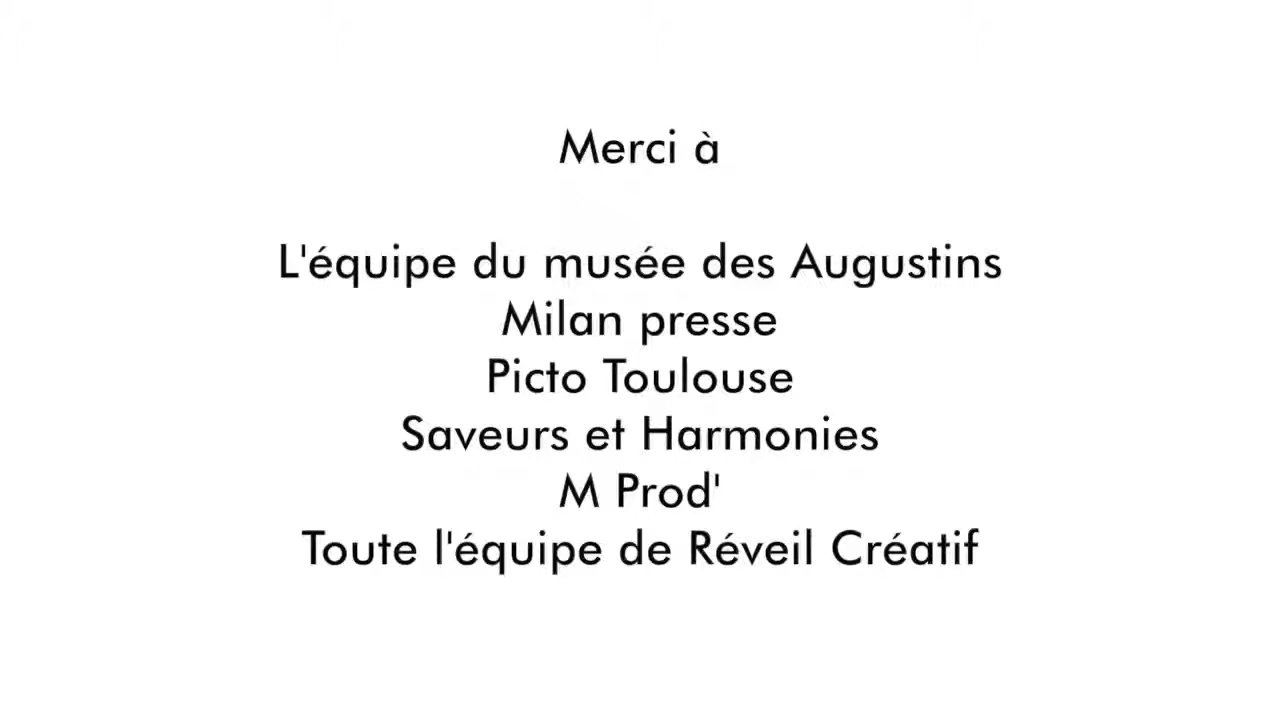 Merci à
L'équipe du musée des Augustins
Milan presse
Picto Toulouse
Saveurs et Harmonies
M Prod'
Toute l'équipe de Réveil Créatif